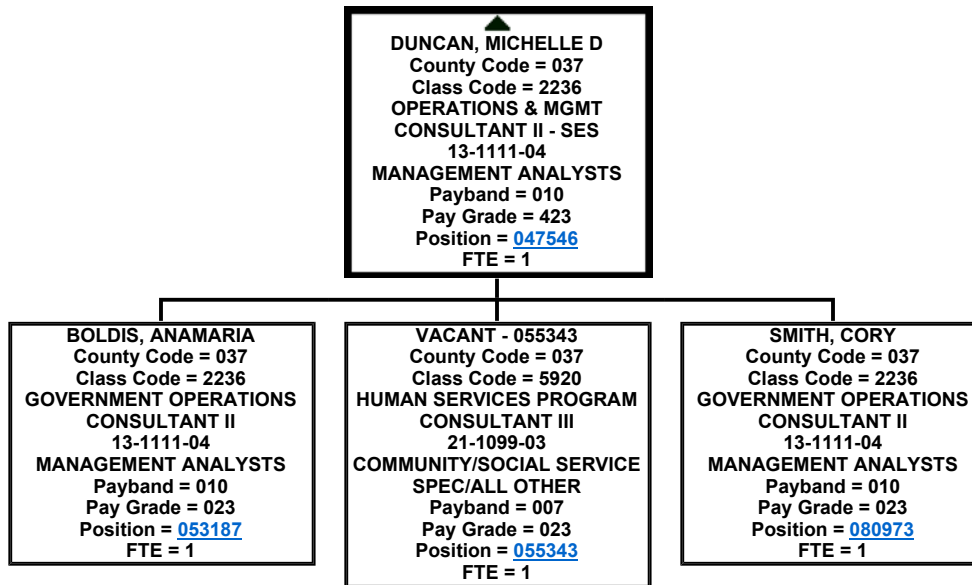 DUNCAN, MICHELLE D
County Code = 037
Class Code = 2236
OPERATIONS & MGMT
CONSULTANT II - SES
13-1111-04
MANAGEMENT ANALYSTS
Payband = 010
Pay Grade = 423
Position = 047546
FTE = 1
BOLDIS, ANAMARIA
County Code = 037
Class Code = 2236
GOVERNMENT OPERATIONS
CONSULTANT II
13-1111-04
MANAGEMENT ANALYSTS
Payband = 010
Pay Grade = 023
Position = 053187
FTE = 1
VACANT - 055343
County Code = 037
Class Code = 5920
HUMAN SERVICES PROGRAM
CONSULTANT III
21-1099-03
COMMUNITY/SOCIAL SERVICE
SPEC/ALL OTHER
Payband = 007
Pay Grade = 023
Position = 055343
FTE = 1
SMITH, CORY
County Code = 037
Class Code = 2236
GOVERNMENT OPERATIONS
CONSULTANT II
13-1111-04
MANAGEMENT ANALYSTS
Payband = 010
Pay Grade = 023
Position = 080973
FTE = 1